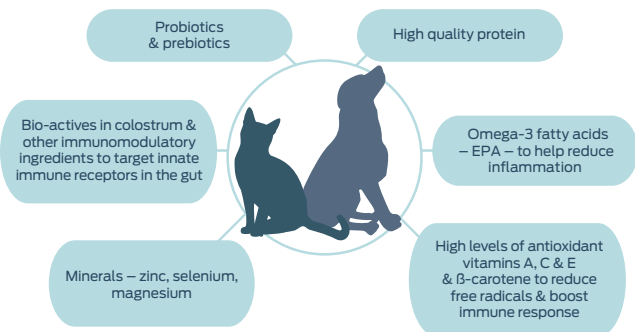 Probiotics
& prebiotics
High quality protein
Bio-actives in colostrum &
other immunomodulatory
ingredients to target innate
immune receptors in the gut
Omega-3 fatty acids
– EPA – to help reduce
inflammation
Minerals – zinc, selenium,
magnesium
High levels of antioxidant
vitamins A, C & E
& ß-carotene to reduce
free radicals & boost
immune response